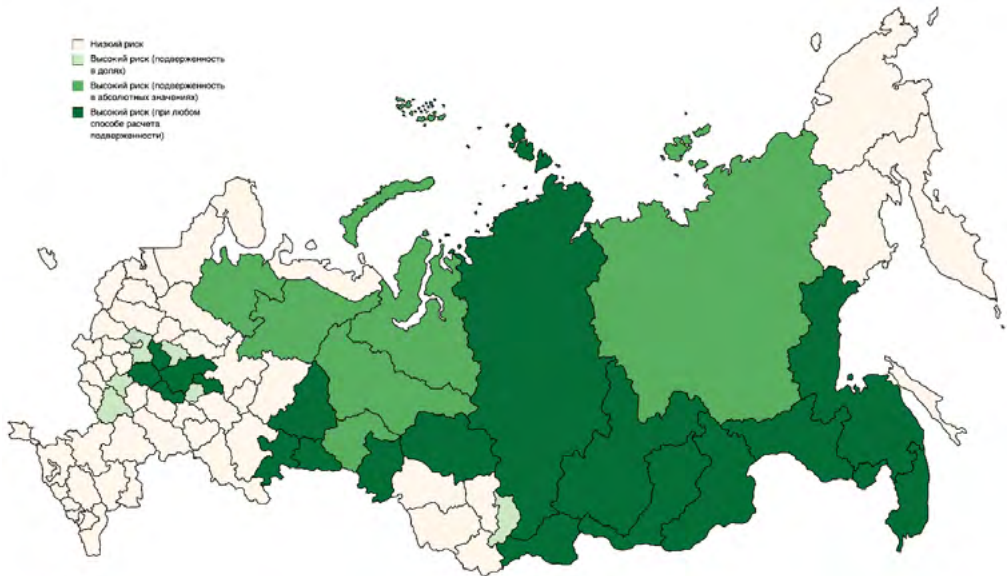 Низкий риск
Высокий риск (подверженность
в долях)
Высокий риск (подверженность
в абсолютных значениях)
Высокий риск (при любом
способе расчета
подверженности)